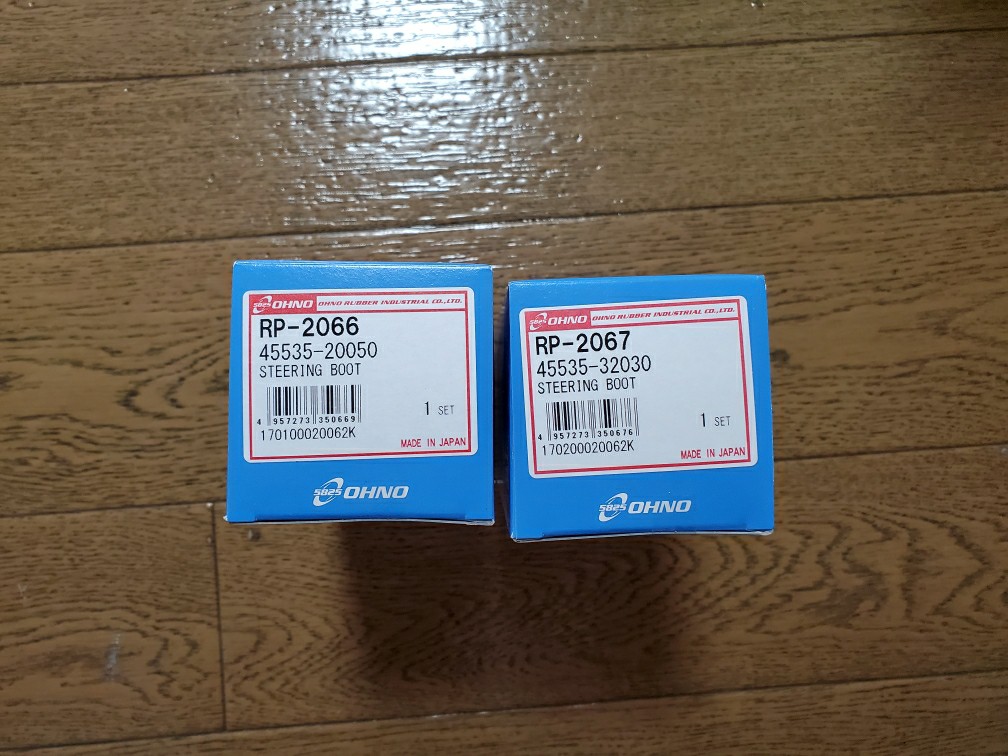 5825 OHNO OHNO RUBBER INDUSTRIAL CO.,LTD.
RP-2066
45535-20050
STEERING BOOT
1 SET
4 957273 350669
170100020062K
MADE IN JAPAN
5825 OHNO
5825 OHNO OHNO RUBBER INDUSTRIAL CO.,LTD.
RP-2067
45535-32030
STEERING BOOT
1 SET
4 957273 350676
170200020062K
MADE IN JAPAN
5825 OHNO